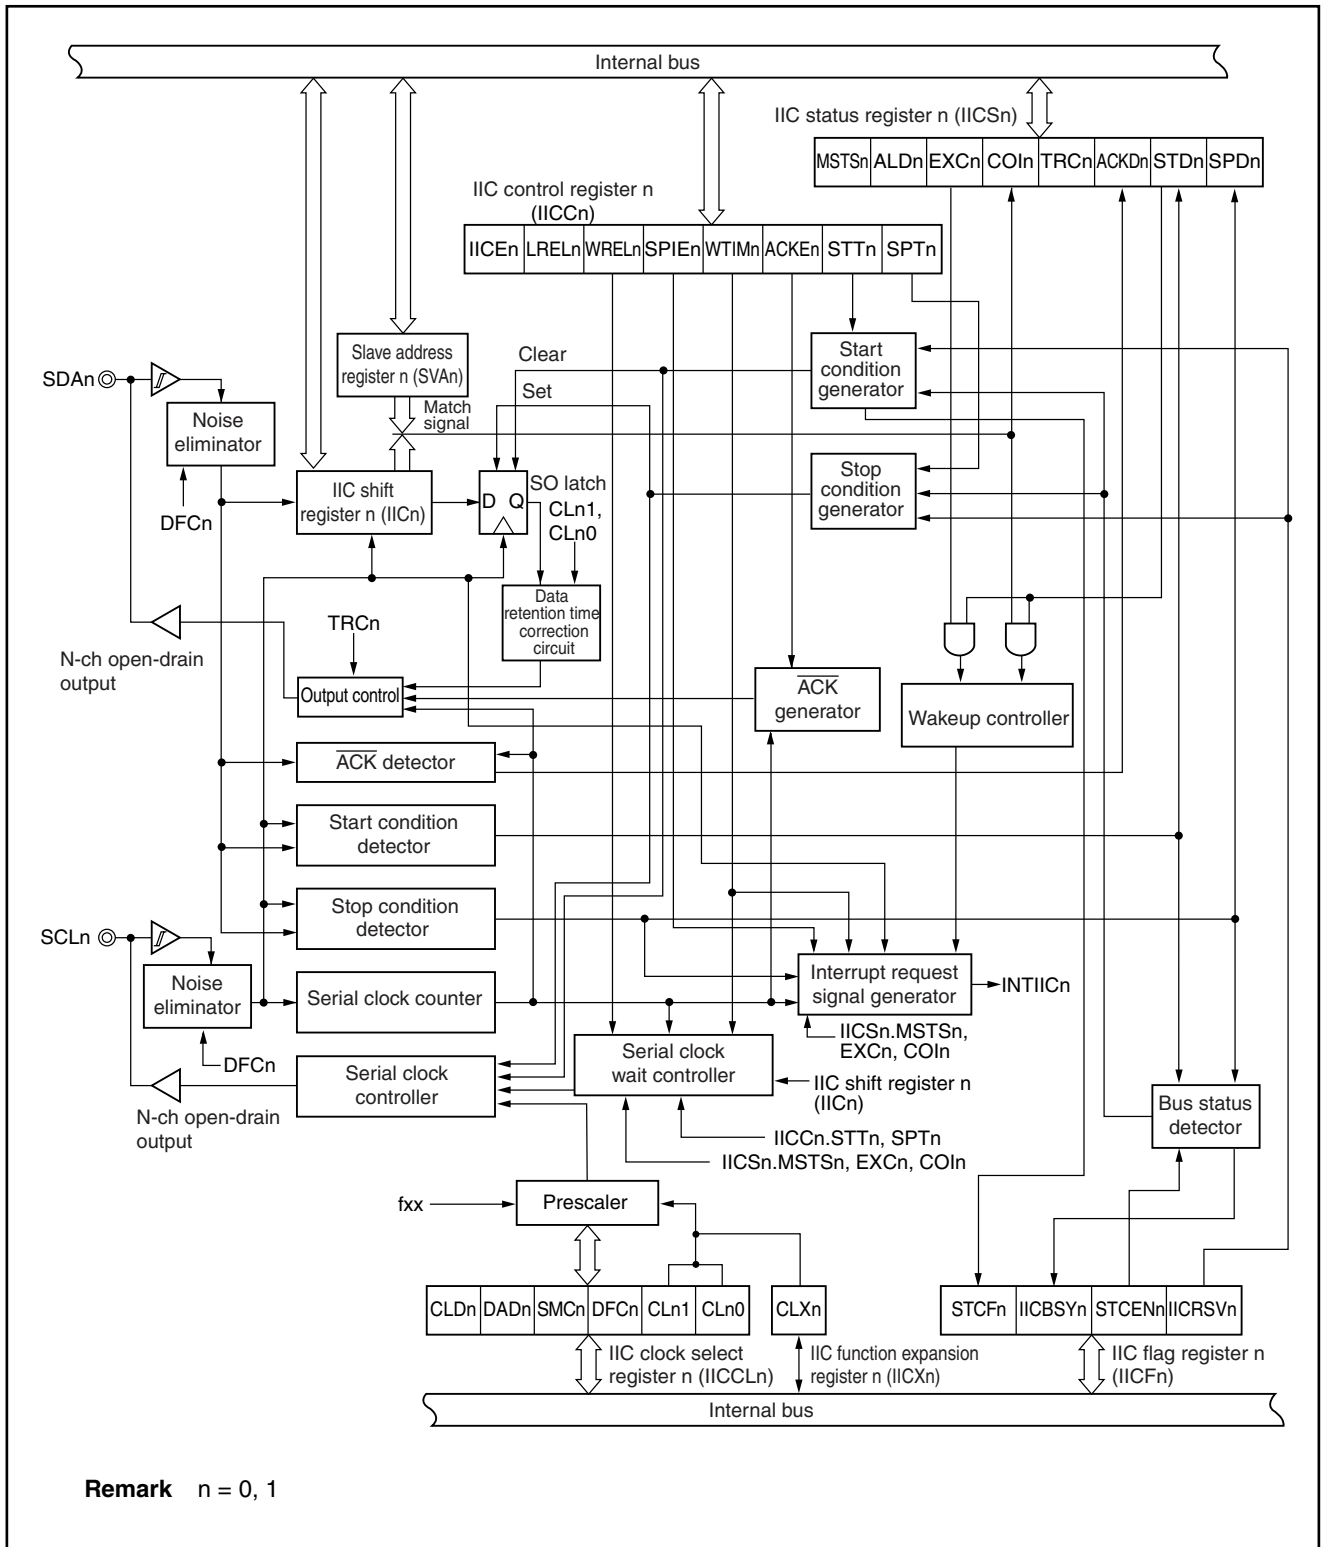 Internal bus
IIC status register n (IICSn)
MSTSn ALDn EXCn COIn TRCn ACKDn STDn SPDn
IIC control register n
(IICCn)
IICEn LRELn WRELn SPIEn WTIMn ACKEn STTn SPTn
Slave address
register n (SVAn)
Clear
Start
condition
generator
SDAn
Set
Match
signal
Noise
eliminator
IIC shift
register n (IICn)
D Q
SO latch
CLn1,
CLn0
Stop
condition
generator
DFCn
Data
retention time
correction
circuit
TRCn
N-ch open-drain
output
Output control
ACK
generator
Wakeup controller
ACK detector
Start condition
detector
Stop condition
detector
SCLn
Noise
eliminator
Serial clock counter
Interrupt request
signal generator
INTIICn
IICSn.MSTSn,
EXCn, COIn
DFCn
Serial clock
controller
Serial clock
wait controller
IIC shift register n
(IICn)
N-ch open-drain
output
Bus status
detector
IICCn.STTn, SPTn
IICSn.MSTSn, EXCn, COIn
fxx
Prescaler
CLDn DADn SMCn DFCn CLn1 CLn0
CLXn
STCFn IICBSYn STCENn IICRSVn
IIC clock select
register n (IICCLn)
IIC function expansion
register n (IICXn)
IIC flag register n
(IICFn)
Internal bus
Remark n = 0, 1